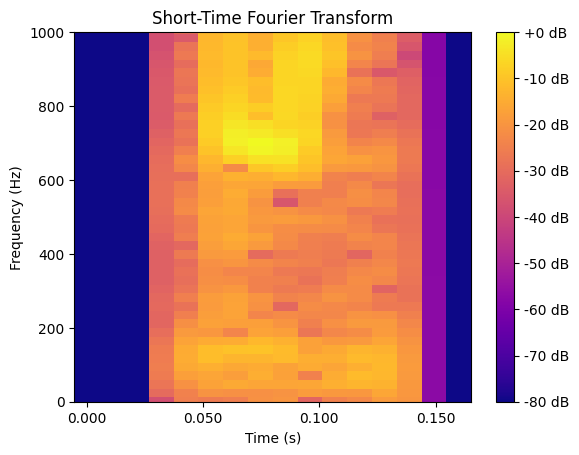 Short-Time Fourier Transform
Frequency (Hz)
1000
800
600
400
200
0
0.000
0.050
0.100
0.150
Time (s)
+0 dB
-10 dB
-20 dB
-30 dB
-40 dB
-50 dB
-60 dB
-70 dB
-80 dB